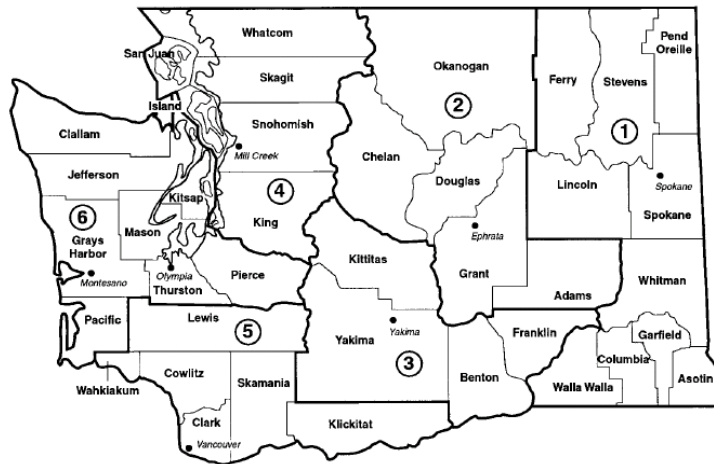 Whatcom
San Juan
Skagit
Island
Clallam
Snohomish
Mill Creek
Jefferson
Kitsap
4
King
6
Grays
Harbor
Mason
Montesano
Olympia
Thurston
Pierce
Pacific
Lewis
5
Wahkiakum
Cowlitz
Skamania
Clark
Vancouver
Okanogan
2
Chelan
Douglas
Ephrata
Grant
Kittitas
Yakima
Yakima
3
Klickitat
Benton
Ferry
Stevens
Pend
Oreille
1
Lincoln
Spokane
Spokane
Adams
Whitman
Franklin
Walla Walla
Columbia
Garfield
Asotin